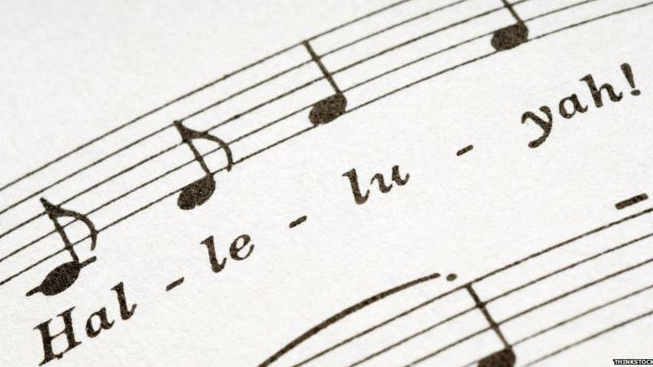 Hal - le - lu - yah!
THINKSTOCK